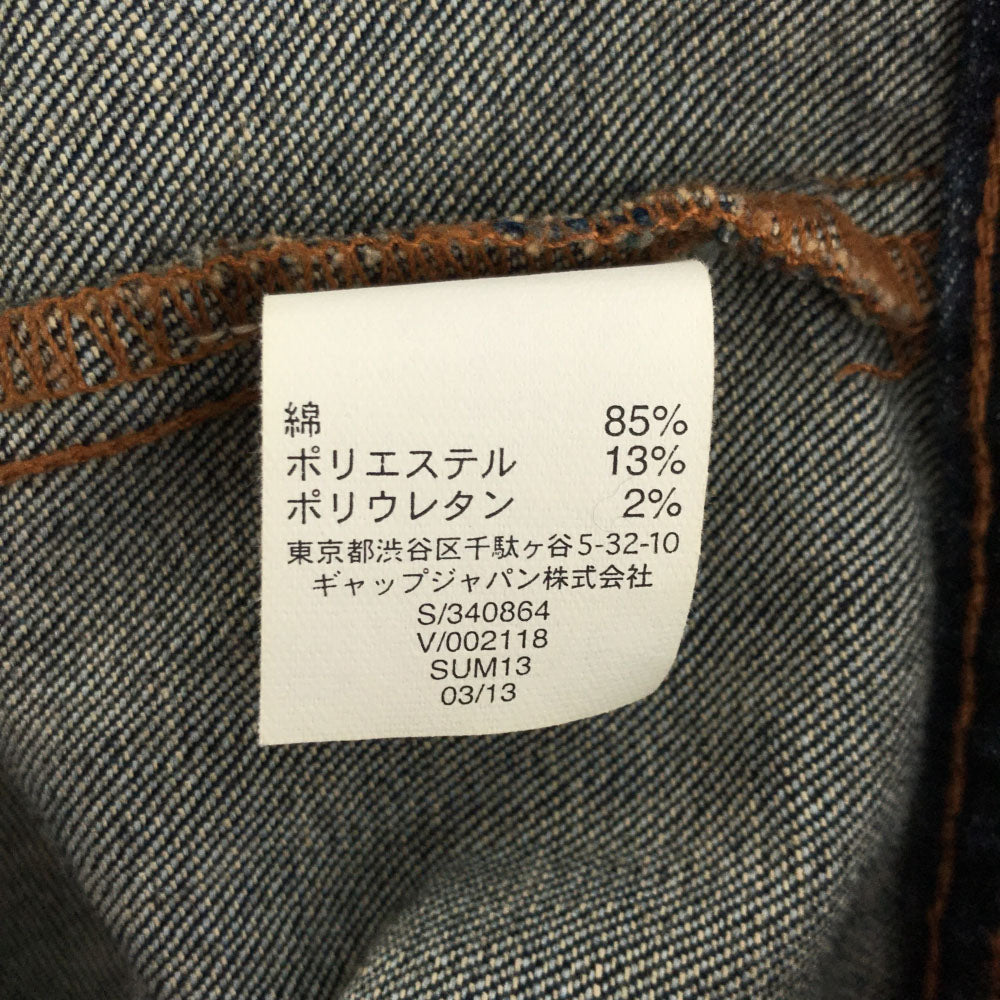 綿 85%
ポリエステル 13%
ポリウレタン 2%
東京都渋谷区千駄ヶ谷5-32-10
ギャップジャパン株式会社
S/340864
V/002118
SUM13
03/13